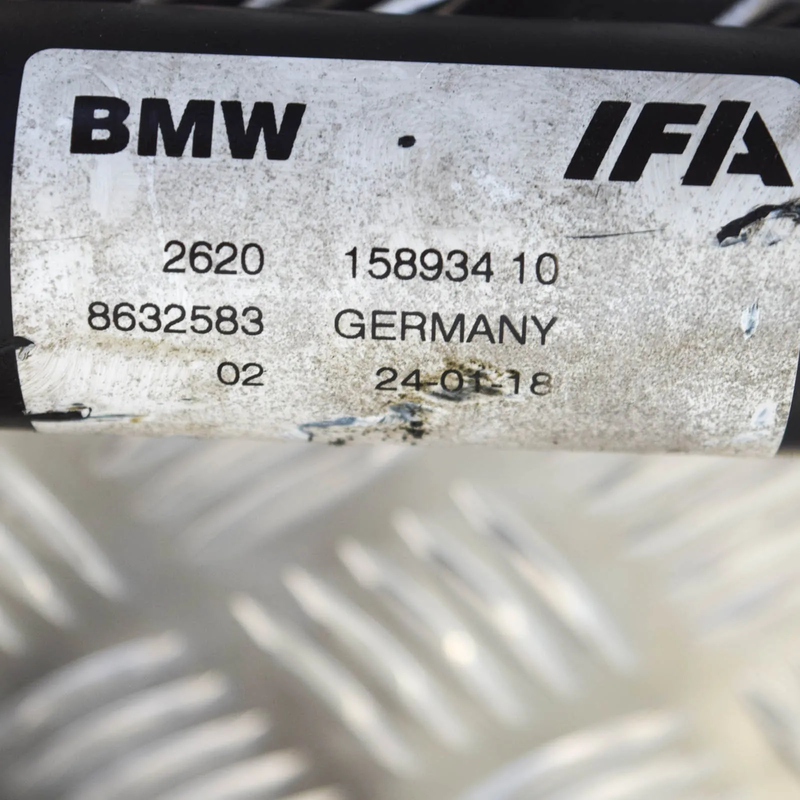 BMW IFA
2620 158934 10
8632583 GERMANY
02 24-01-18